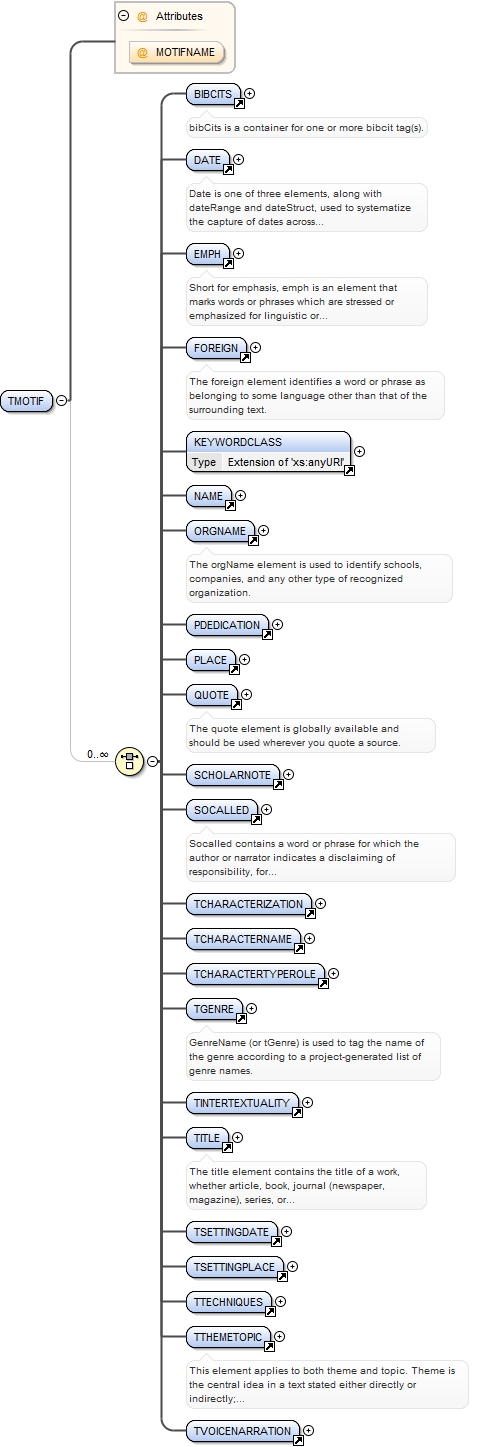 Attributes
MOTIFNAME
BIBCITS
bibCits is a container for one or more bibcit tag(s).
DATE
Date is one of three elements, along with
dateRange and dateStruct, used to systematize
the capture of dates across...
EMPH
Short for emphasis, emph is an element that
marks words or phrases which are stressed or
emphasized for linguistic or...
FOREIGN
The foreign element identifies a word or phrase as
belonging to some language other than that of the
surrounding text.
TMOTIF
KEYWORDCLASS
Type Extension of 'xs:anyURI'
NAME
ORGNAME
The orgName element is used to identify schools,
companies, and any other type of recognized
organization.
PDEDICATION
PLACE
QUOTE
The quote element is globally available and
should be used wherever you quote a source.
0..∞
SCHOLARNOTE
SOCALLED
Socalled contains a word or phrase for which the
author or narrator indicates a disclaiming of
responsibility, for...
TCHARACTERIZATION
TCHARACTERNAME
TCHARACTERTYPEROLE
TGENRE
GenreName (or tGenre) is used to tag the name of
the genre according to a project-generated list of
genre names.
TINTERTEXTUALITY
TITLE
The title element contains the title of a work,
whether article, book, journal (newspaper,
magazine), series, or...
TSETTINGDATE
TSETTINGPLACE
TTECHNIQUES
TTHEMETOPIC
This element applies to both theme and topic. Theme is
the central idea in a text stated either directly or
indirectly;...
TVOICENARRATION